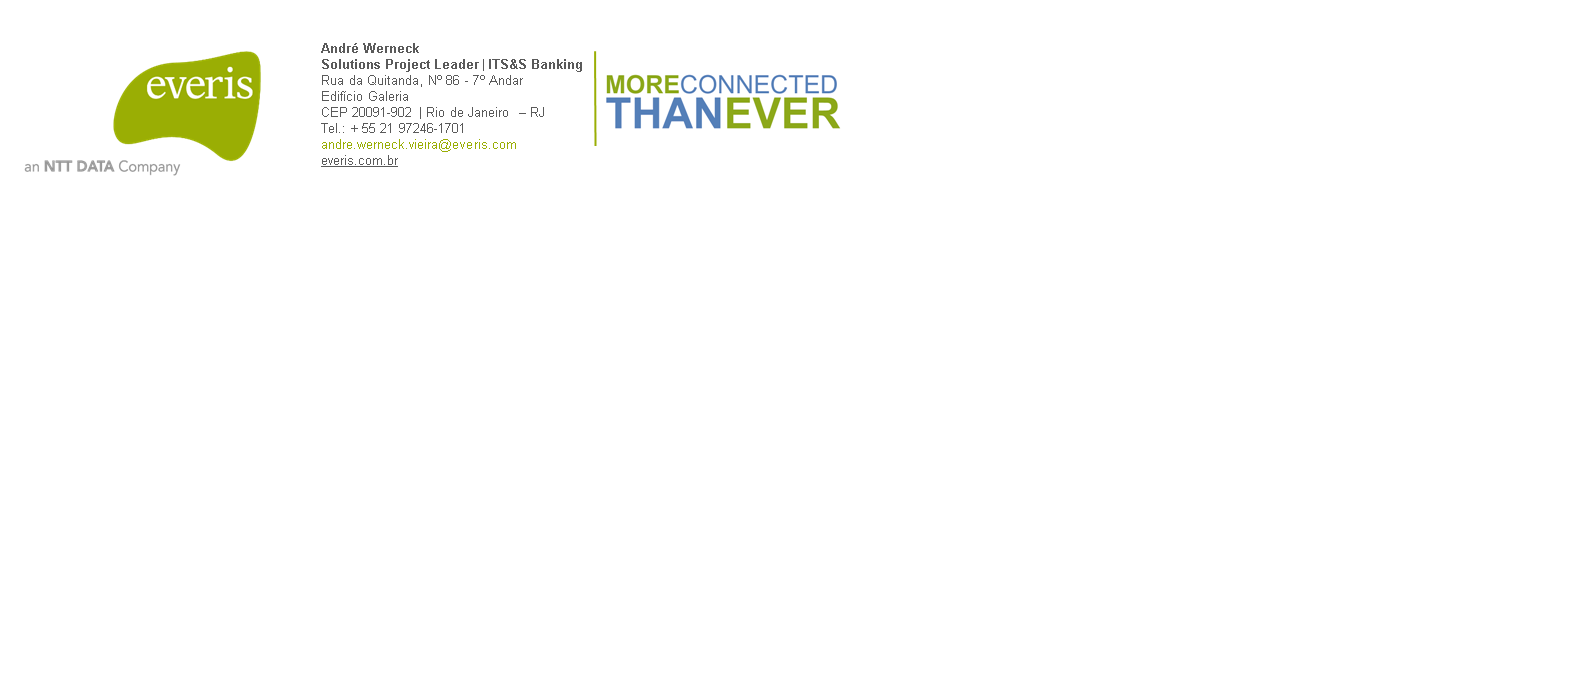 everis
an NTT DATA Company
André Werneck
Solutions Project Leader | ITS&S Banking
Rua da Quitanda, Nº 86 - 7º Andar
Edifício Galeria
CEP 20091-902 | Rio de Janeiro – RJ
Tel.: + 55 21 97246-1701
andre.werneck.vieira@everis.com
everis.com.br
MORECONNECTED
THANEVER